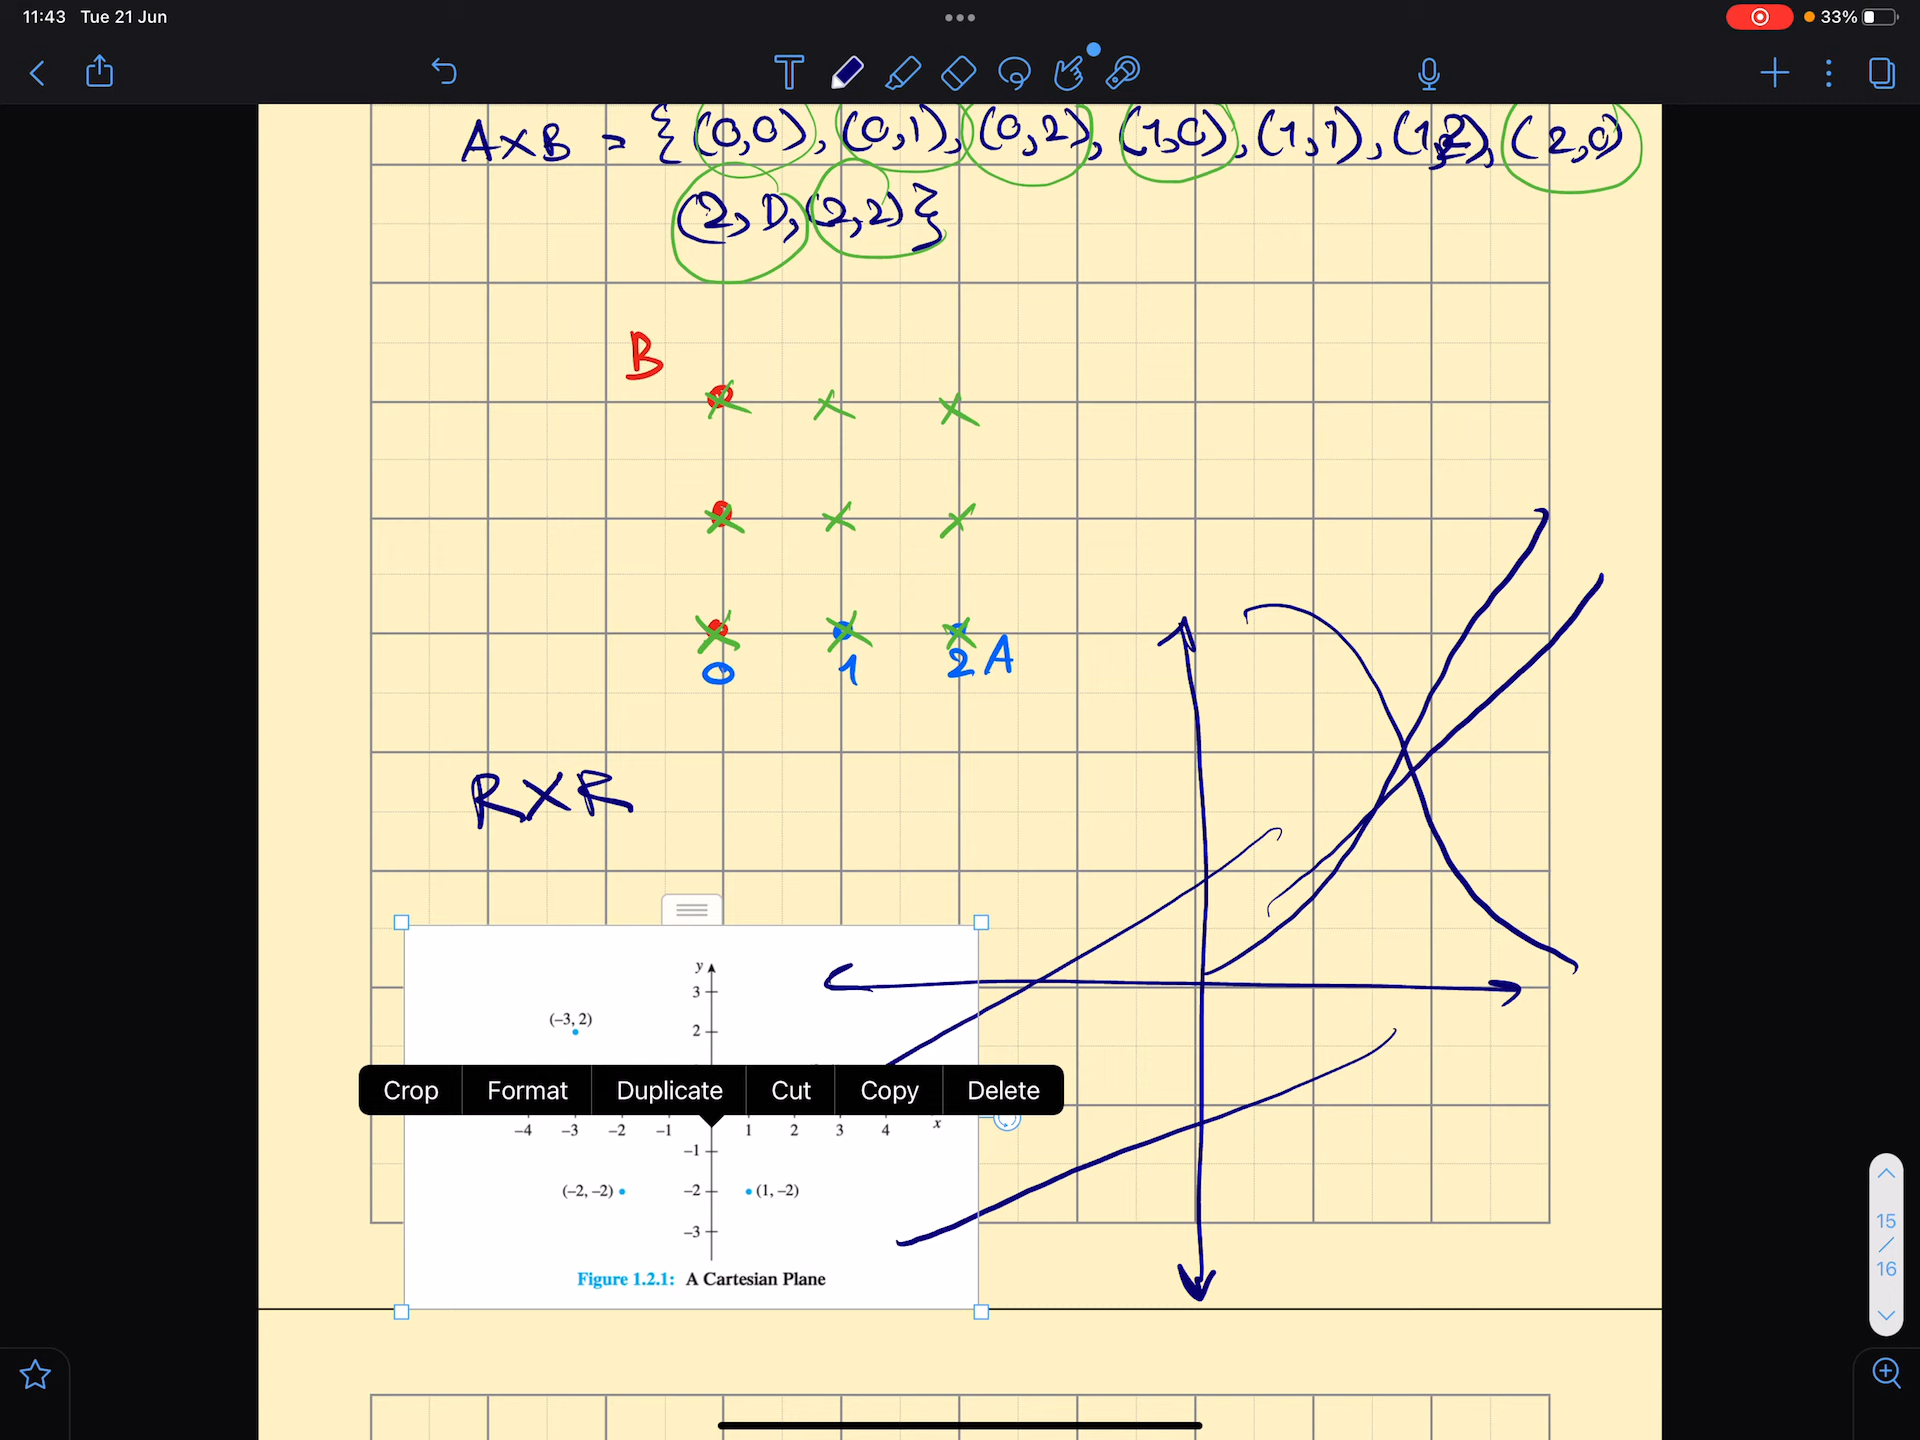 11:43 Tue 21 Jun
33%
A×B = {(0,0), (0,1), (0,2), (1,0), (1,1), (1,2), (2,0)
(2,1), (2,2)}
B
0 1 2 A
R×R
y
3
(–3, 2)
2
Crop Format Duplicate Cut Copy Delete
–4 –3 –2 –1 1 2 3 4 x
–1
(–2, –2) –2 (1, –2)
–3
Figure 1.2.1: A Cartesian Plane
15
/
16